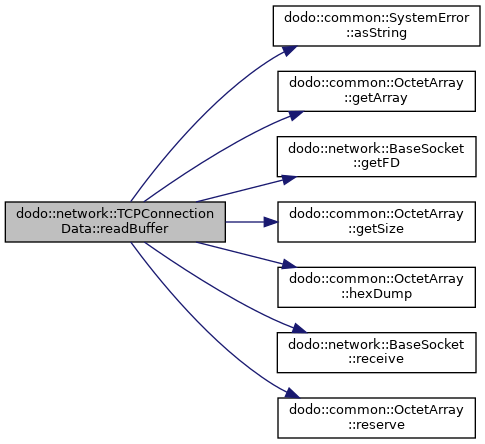 dodo::common::SystemError
::asString
dodo::common::OctetArray
::getArray
dodo::network::BaseSocket
::getFD
dodo::network::TCPConnection
Data::readBuffer
dodo::common::OctetArray
::getSize
dodo::common::OctetArray
::hexDump
dodo::network::BaseSocket
::receive
dodo::common::OctetArray
::reserve